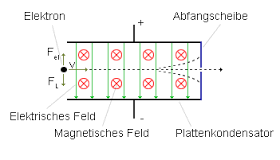 Elektron
Abfangscheibe
+
Fel
v
FL
Elektrisches Feld
Magnetisches Feld
Plattenkondensator
-